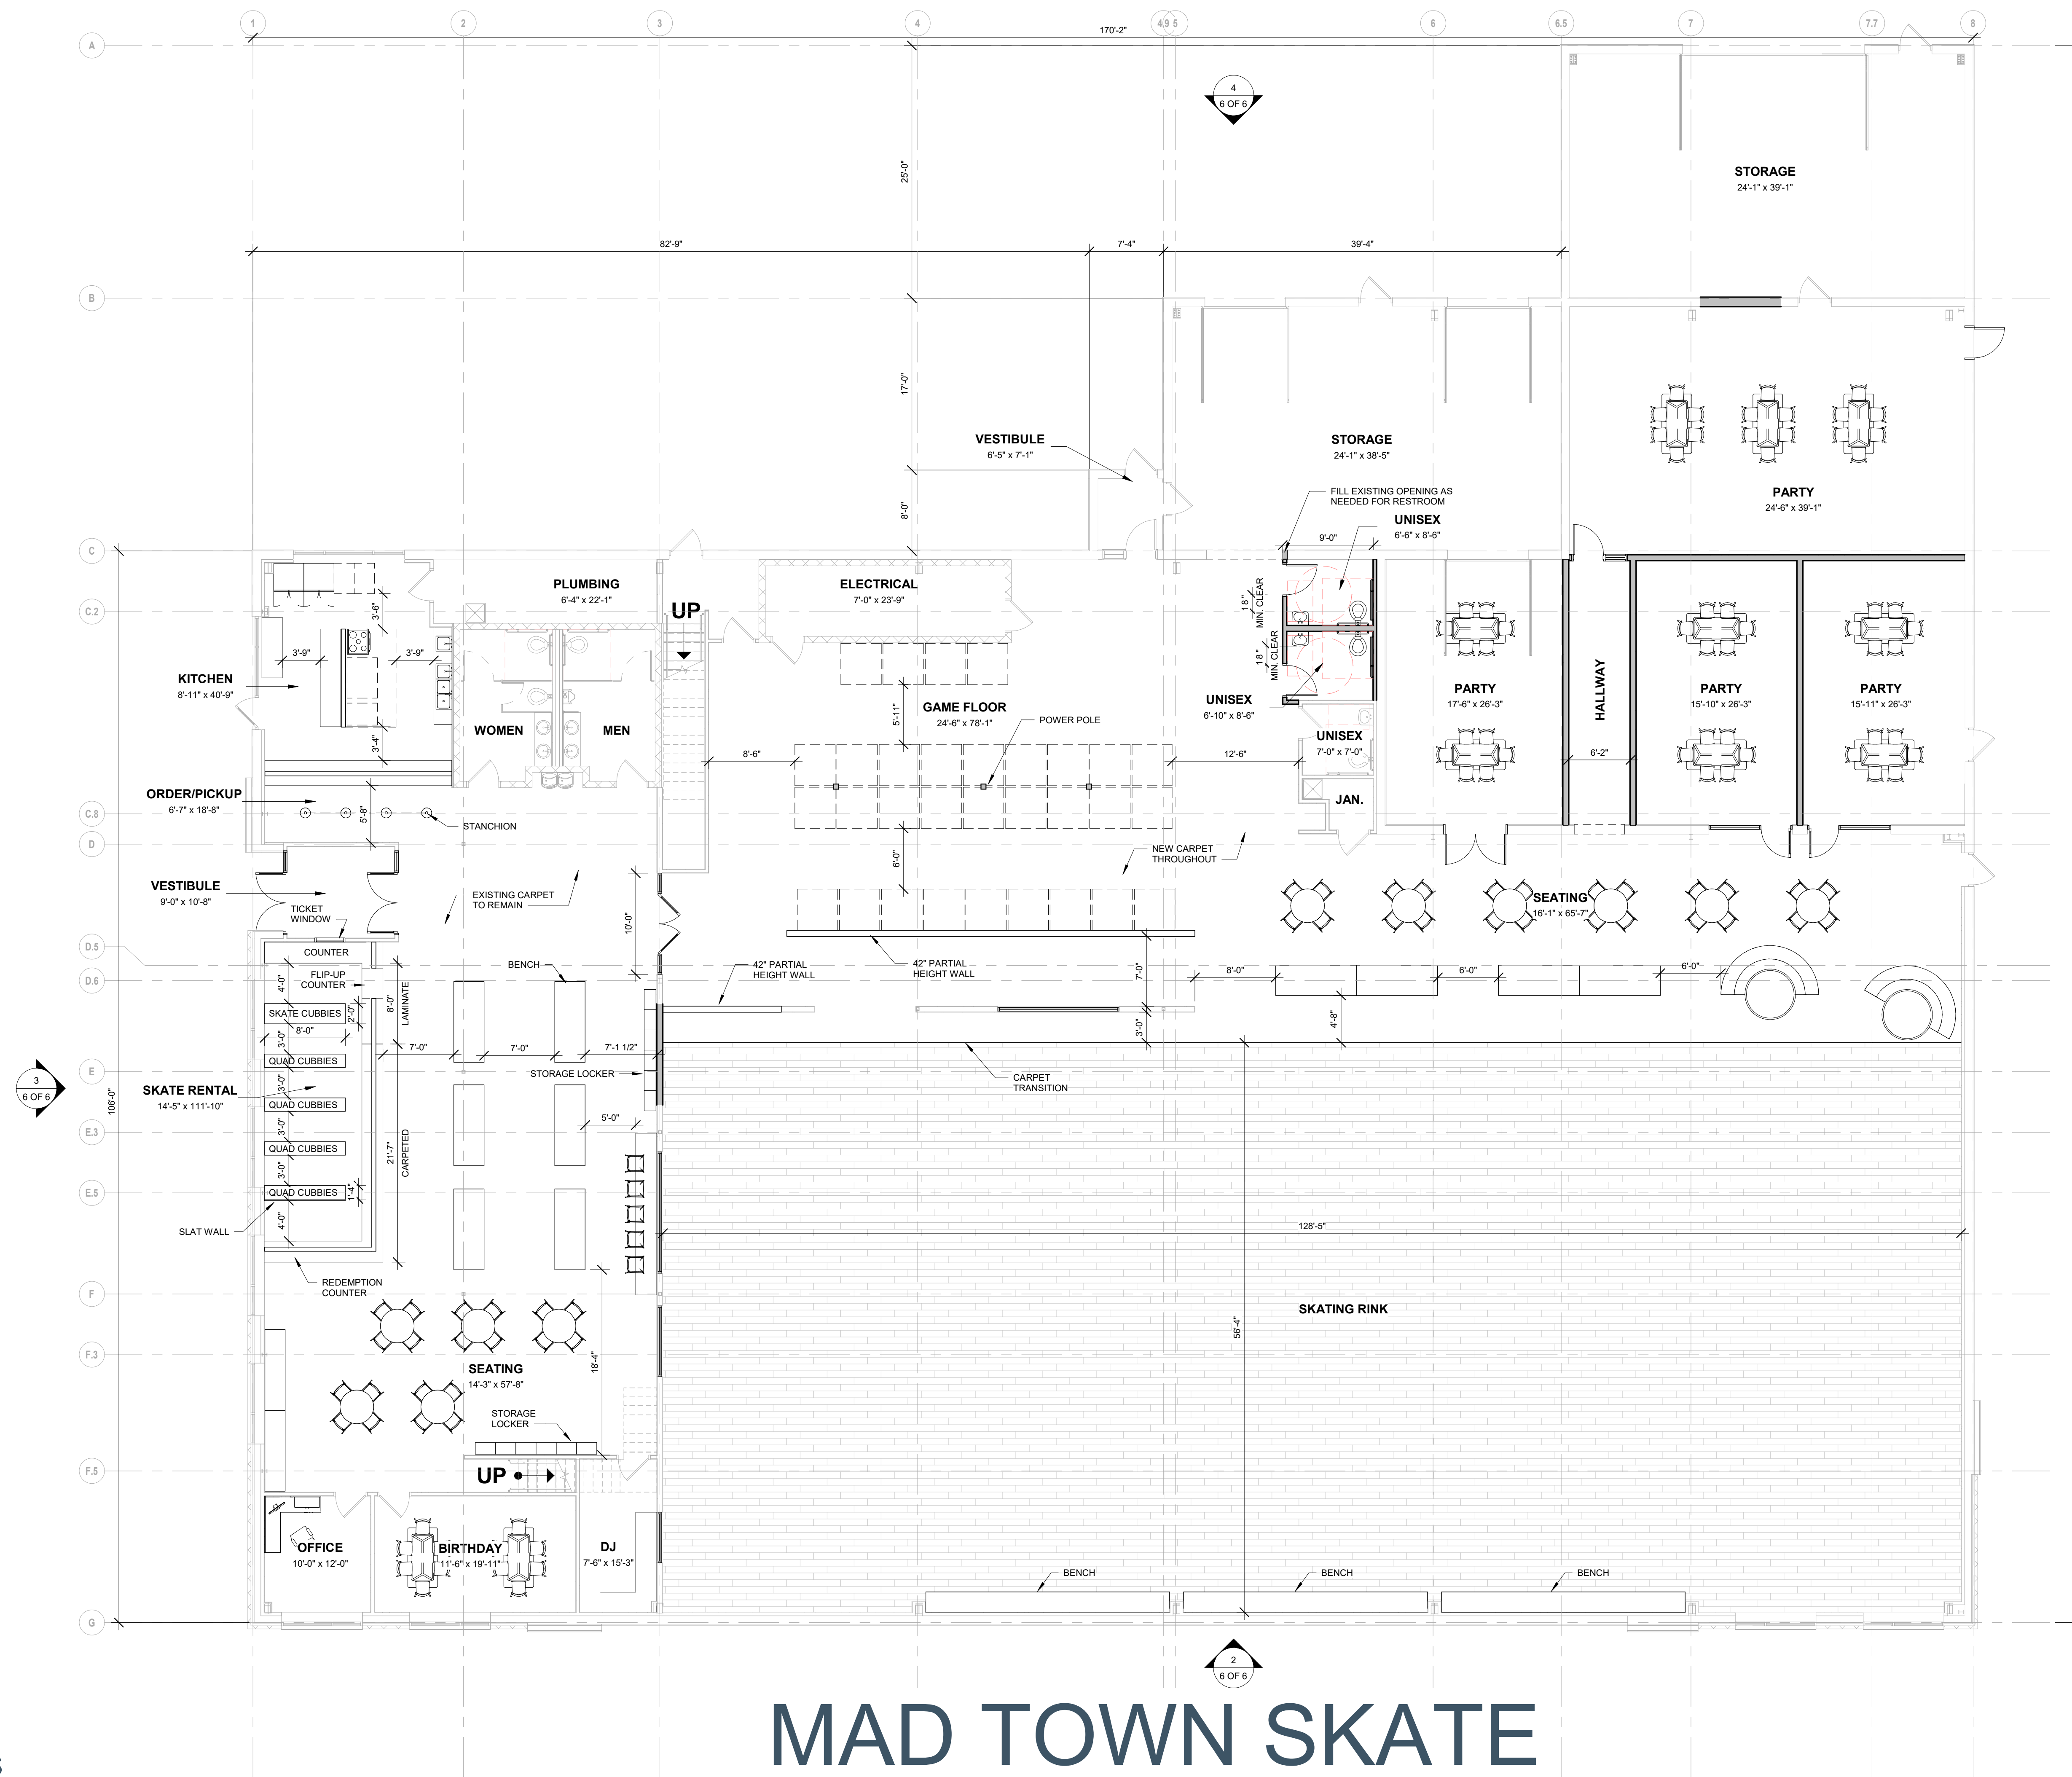 1 2 3 4 4.9 5 6 6.5 7 7.7 8
170'-2"
A
4
6 OF 6
25'-0"
STORAGE
24'-1" x 39'-1"
82'-9" 7'-4" 39'-4"
B
17'-0"
VESTIBULE
6'-5" x 7'-1"
STORAGE
24'-1" x 38'-5"
8'-0"
FILL EXISTING OPENING AS
NEEDED FOR RESTROOM
PARTY
24'-6" x 39'-1"
UNISEX
6'-6" x 8'-6"
9'-0"
C
PLUMBING
6'-4" x 22'-1"
ELECTRICAL
7'-0" x 23'-9"
C.2
3'-6"
UP
18"
MIN. CLEAR
18"
MIN. CLEAR
3'-9" 3'-9"
KITCHEN
8'-11" x 40'-9"
3'-4"
WOMEN
MEN
5'-11"
GAME FLOOR
24'-6" x 78'-1"
POWER POLE
UNISEX
6'-10" x 8'-6"
UNISEX
7'-0" x 7'-0"
PARTY
17'-6" x 26'-3"
HALLWAY
PARTY
15'-10" x 26'-3"
PARTY
15'-11" x 26'-3"
8'-6" 12'-6" 6'-2"
ORDER/PICKUP
6'-7" x 18'-8"
5'-8"
JAN.
C.8
STANCHION
D
6'-0"
NEW CARPET
THROUGHOUT
VESTIBULE
9'-0" x 10'-8"
EXISTING CARPET
TO REMAIN
TICKET
WINDOW
10'-0"
SEATING
16'-1" x 65'-7"
D.5
COUNTER
D.6
FLIP-UP
COUNTER
4'-0"
BENCH
42" PARTIAL
HEIGHT WALL
42" PARTIAL
HEIGHT WALL
7'-0"
8'-0" 6'-0" 6'-0"
8'-0"
LAMINATE
SKATE CUBBIES
2'-0"
8'-0"
3'-0"
3'-0"
4'-8"
7'-0" 7'-0" 7'-1 1/2"
QUAD CUBBIES
E
STORAGE LOCKER
3
6 OF 6
106'-0"
3'-0"
SKATE RENTAL
14'-5" x 111'-10"
CARPET
TRANSITION
QUAD CUBBIES
5'-0"
E.3
3'-0"
QUAD CUBBIES
21'-7"
CARPETED
3'-0"
E.5
QUAD CUBBIES
1'-4"
4'-0"
SLAT WALL
128'-5"
REDEMPTION
COUNTER
F
SKATING RINK
56'-4"
F.3
18'-4"
SEATING
14'-3" x 57'-8"
STORAGE
LOCKER
F.5
UP
OFFICE
10'-0" x 12'-0"
BIRTHDAY
11'-6" x 19'-11"
DJ
7'-6" x 15'-3"
BENCH
BENCH
BENCH
G
2
6 OF 6
MAD TOWN SKATE